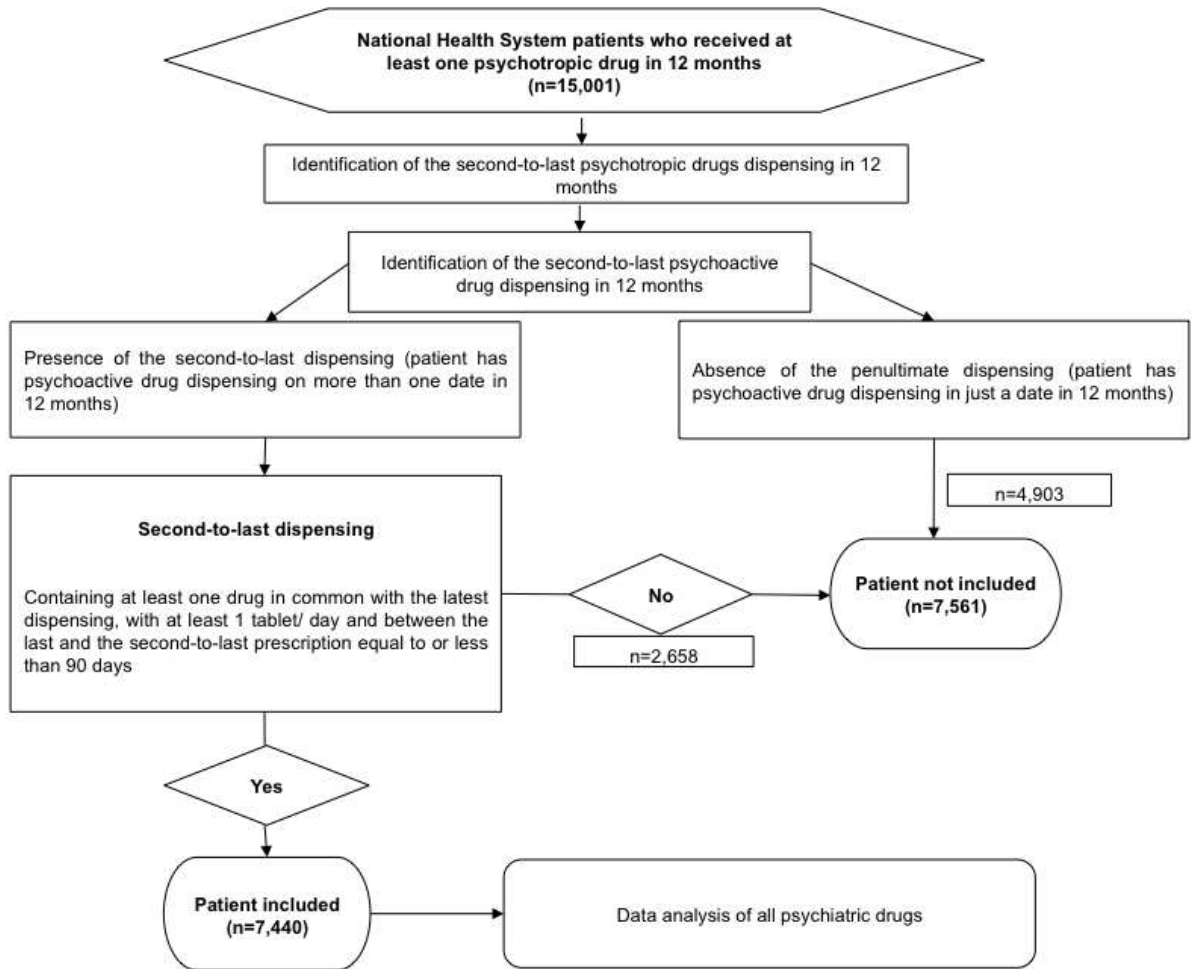 National Health System patients who received at
least one psychotropic drug in 12 months
(n=15,001)
Identification of the second-to-last psychotropic drugs dispensing in 12
months
Identification of the second-to-last psychoactive
drug dispensing in 12 months
Presence of the second-to-last dispensing (patient has
psychoactive drug dispensing on more than one date in
12 months)
Absence of the penultimate dispensing (patient has
psychoactive drug dispensing in just a date in 12 months)
n=4,903
Second-to-last dispensing
Containing at least one drug in common with the latest
dispensing, with at least 1 tablet/ day and between the
last and the second-to-last prescription equal to or less
than 90 days
No
n=2,658
Patient not included
(n=7,561)
Yes
Patient included
(n=7,440)
Data analysis of all psychiatric drugs